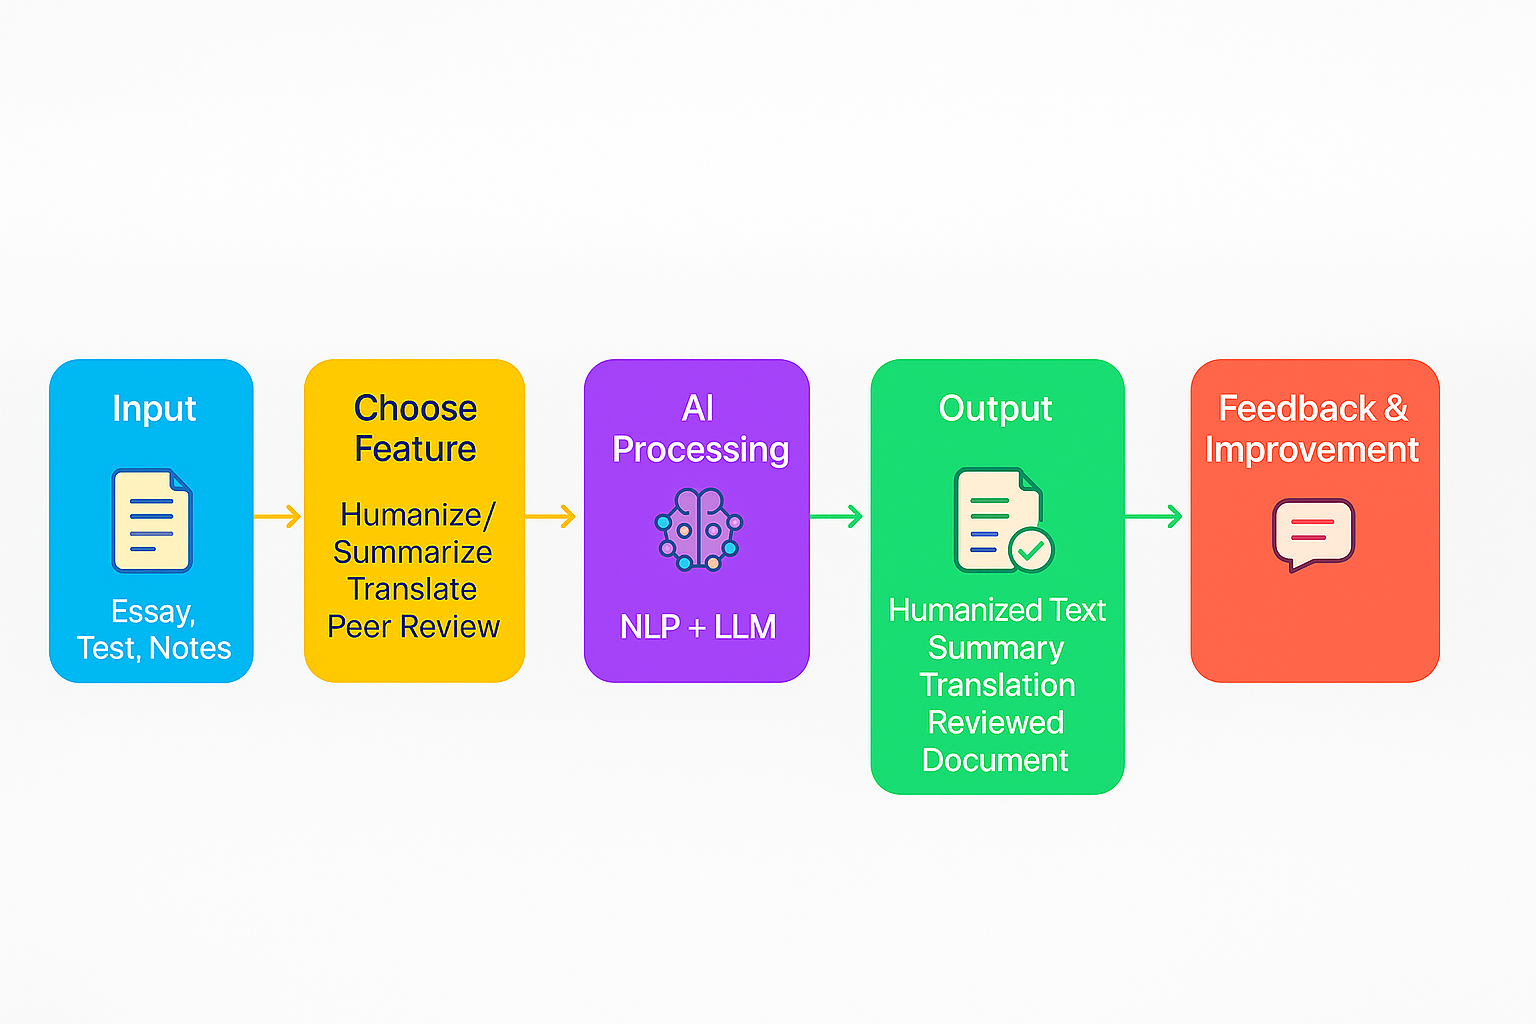 Input
Essay,
Test, Notes
Choose
Feature
Humanize/
Summarize
Translate
Peer Review
AI
Processing
NLP + LLM
Output
Humanized Text
Summary
Translation
Reviewed
Document
Feedback &
Improvement